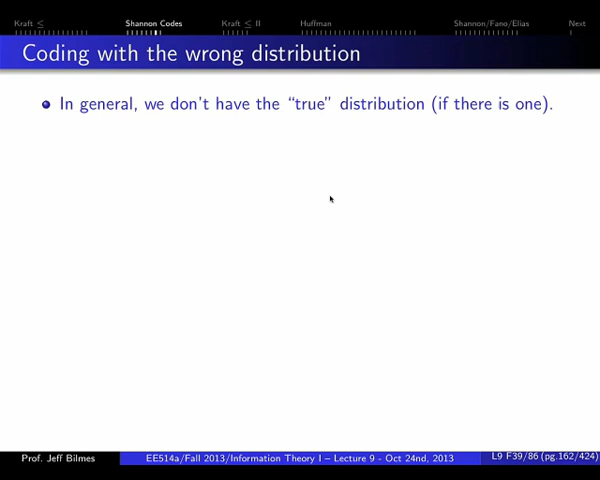 Kraft ≤ Shannon Codes Kraft ≤ II Huffman Shannon/Fano/Elias Next
Coding with the wrong distribution
In general, we don't have the “true” distribution (if there is one).
Prof. Jeff Bilmes EE514a/Fall 2013/Information Theory I – Lecture 9 - Oct 24nd, 2013 L9 F39/86 (pg.162/424)